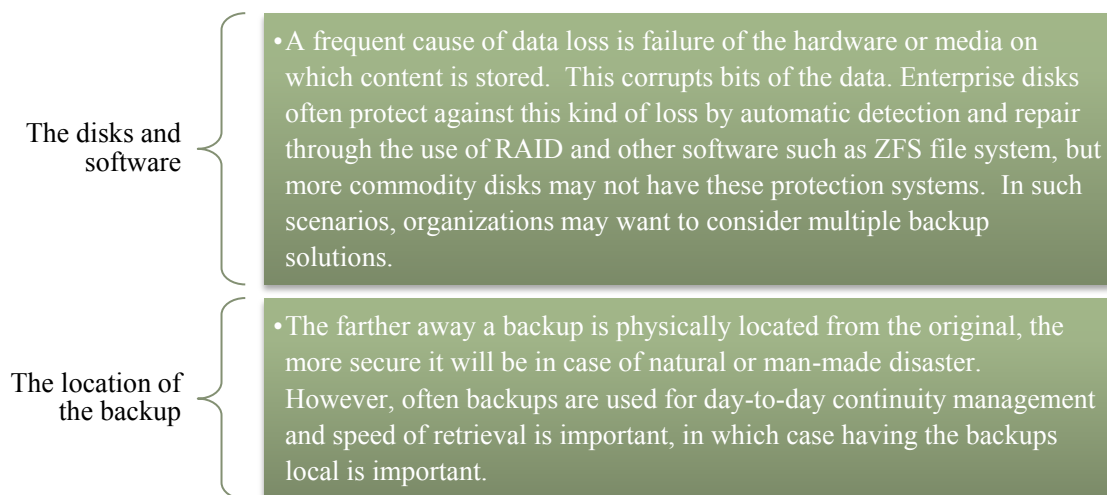 The disks and
software
•A frequent cause of data loss is failure of the hardware or media on
which content is stored.  This corrupts bits of the data. Enterprise disks
often protect against this kind of loss by automatic detection and repair
through the use of RAID and other software such as ZFS file system, but
more commodity disks may not have these protection systems.  In such
scenarios, organizations may want to consider multiple backup
solutions.
The location of
the backup
•The farther away a backup is physically located from the original, the
more secure it will be in case of natural or man-made disaster.
However, often backups are used for day-to-day continuity management
and speed of retrieval is important, in which case having the backups
local is important.